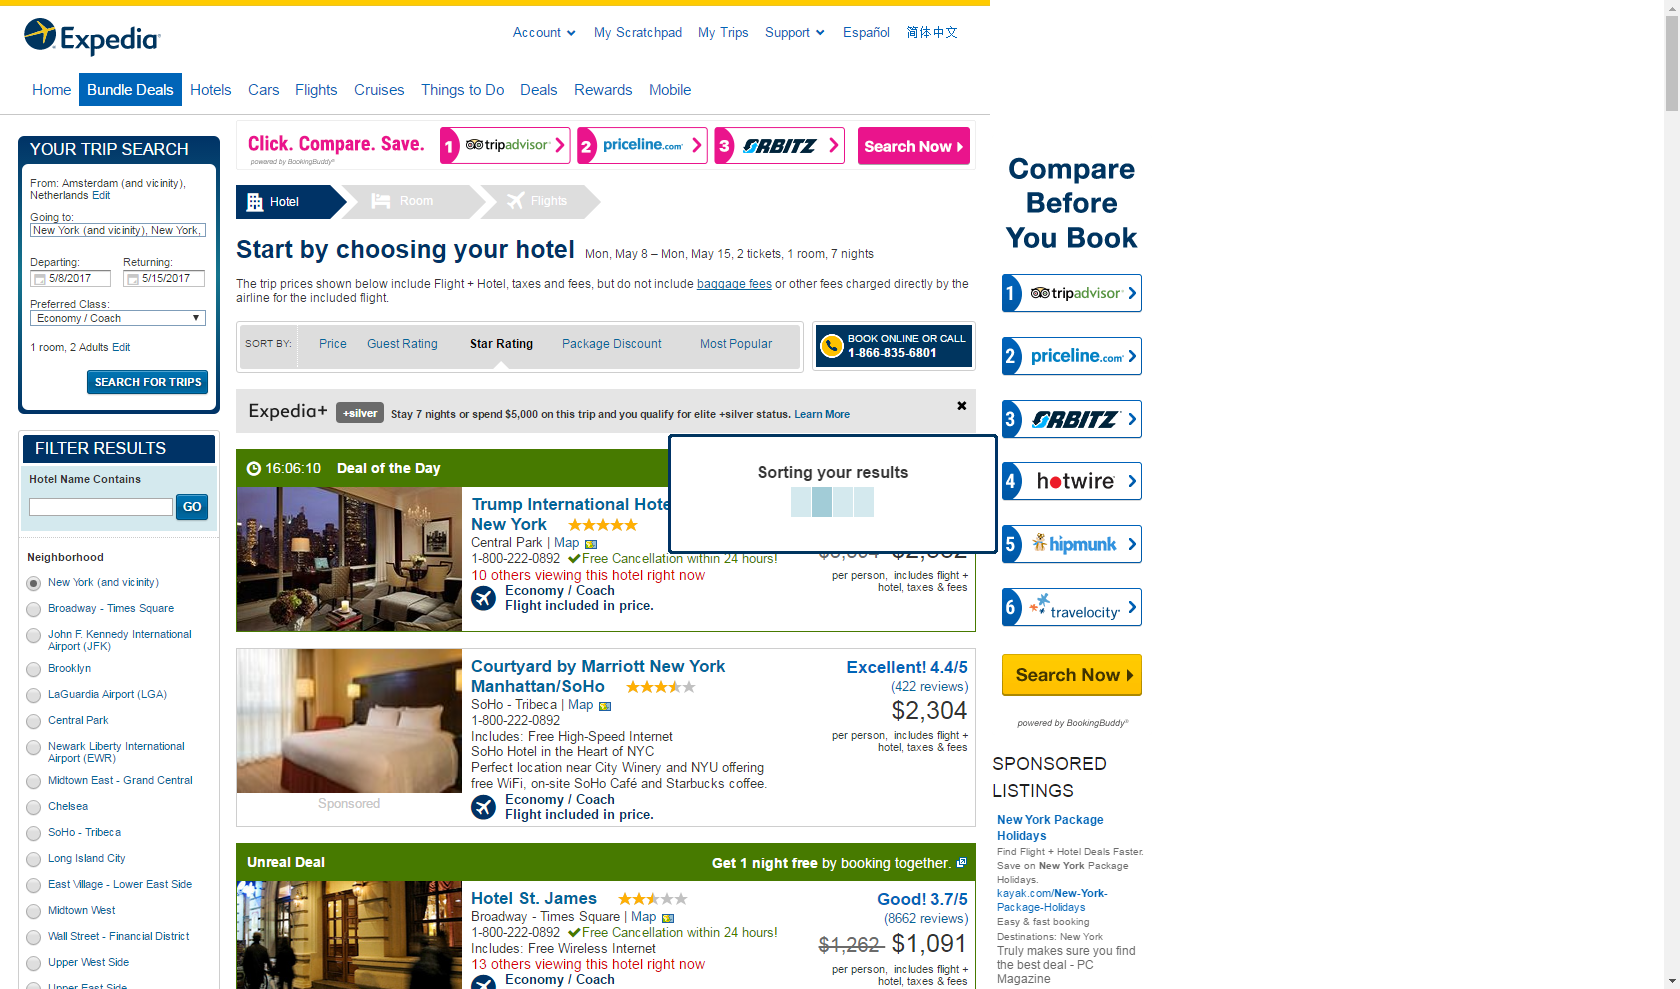 Expedia
Account
My Scratchpad
My Trips
Support
Español
简体中文
Home
Bundle Deals
Hotels
Cars
Flights
Cruises
Things to Do
Deals
Rewards
Mobile
YOUR TRIP SEARCH
From: Amsterdam (and vicinity),
Netherlands Edit
Going to:
New York (and vicinity), New York,
Departing:
Returning:
5/8/2017
5/15/2017
Preferred Class:
Economy / Coach
1 room, 2 Adults Edit
SEARCH FOR TRIPS
FILTER RESULTS
Hotel Name Contains
GO
Neighborhood
New York (and vicinity)
Broadway - Times Square
John F. Kennedy International
Airport (JFK)
Brooklyn
LaGuardia Airport (LGA)
Central Park
Newark Liberty International
Airport (EWR)
Midtown East - Grand Central
Chelsea
SoHo - Tribeca
Long Island City
East Village - Lower East Side
Midtown West
Wall Street - Financial District
Upper West Side
Upper East Side
Click. Compare. Save.
powered by BookingBuddy®
1 tripadvisor®
2 priceline.com®
3 ORBITZ
Search Now
Hotel
Room
Flights
Start by choosing your hotel
Mon, May 8 – Mon, May 15, 2 tickets, 1 room, 7 nights
The trip prices shown below include Flight + Hotel, taxes and fees, but do not include baggage fees or other fees charged directly by the
airline for the included flight.
SORT BY:
Price
Guest Rating
Star Rating
Package Discount
Most Popular
BOOK ONLINE OR CALL
1-866-835-6801
Expedia+
+silver
Stay 7 nights or spend $5,000 on this trip and you qualify for elite +silver status. Learn More
Sorting your results
16:06:10
Deal of the Day
Trump International Hote
New York
Central Park | Map
1-800-222-0892
Free Cancellation within 24 hours!
10 others viewing this hotel right now
Economy / Coach
Flight included in price.
per person, includes flight +
hotel, taxes & fees
Courtyard by Marriott New York
Manhattan/SoHo
SoHo - Tribeca | Map
1-800-222-0892
Includes: Free High-Speed Internet
SoHo Hotel in the Heart of NYC
Perfect location near City Winery and NYU offering
free WiFi, on-site SoHo Café and Starbucks coffee.
Economy / Coach
Flight included in price.
Sponsored
Excellent! 4.4/5
(422 reviews)
$2,304
per person, includes flight +
hotel, taxes & fees
Unreal Deal
Get 1 night free by booking together.
Hotel St. James
Broadway - Times Square | Map
1-800-222-0892
Free Cancellation within 24 hours!
Includes: Free Wireless Internet
13 others viewing this hotel right now
Economy / Coach
Good! 3.7/5
(8662 reviews)
$1,262 $1,091
per person, includes flight +
hotel, taxes & fees
Compare
Before
You Book
1 tripadvisor®
2 priceline.com®
3 ORBITZ
4 hotwire
5 hipmunk
6 travelocity
Search Now
powered by BookingBuddy®
SPONSORED
LISTINGS
New York Package
Holidays
Find Flight + Hotel Deals Faster.
Save on New York Package
Holidays.
kayak.com/New-York-
Package-Holidays
Easy & fast booking
Destinations: New York
Truly makes sure you find
the best deal - PC
Magazine